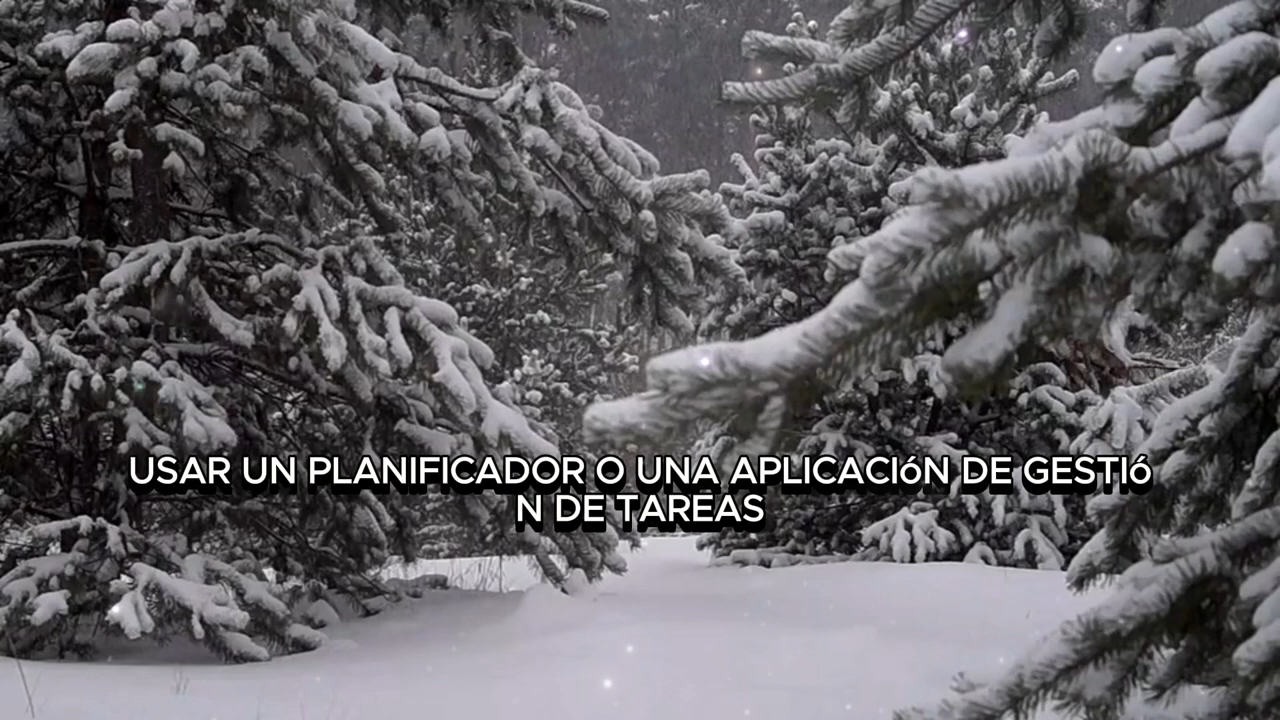 USAR UN PLANIFICADOR O UNA APLICACIóN DE GESTIó
N DE TAREAS